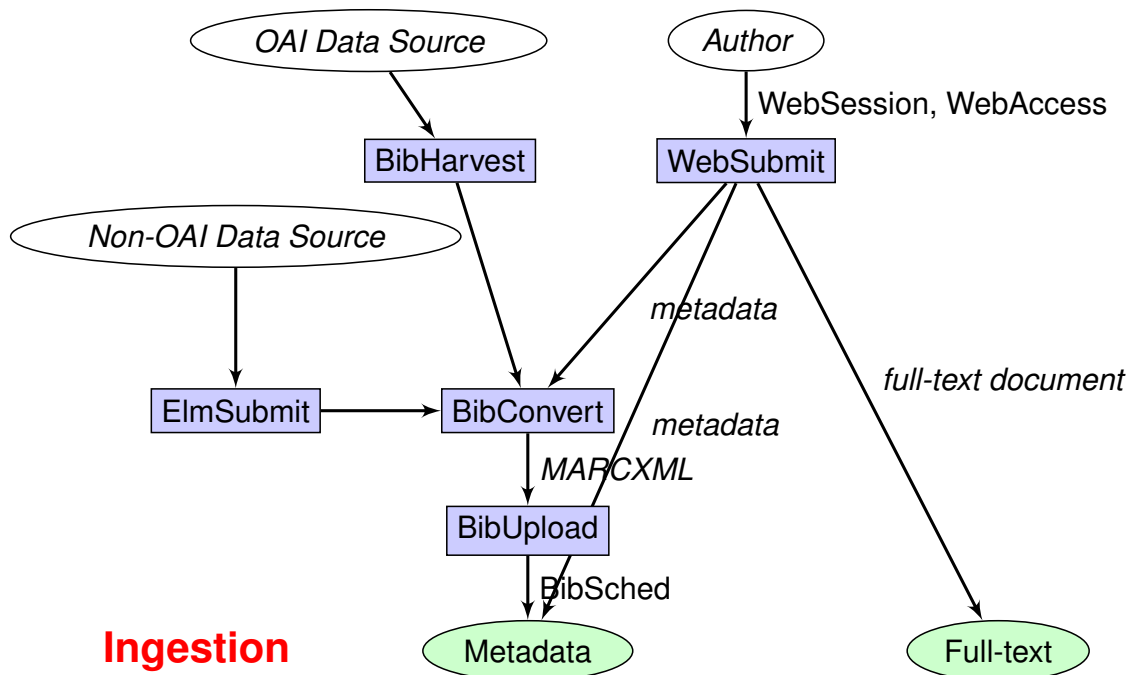 OAI Data Source
Author
WebSession, WebAccess
BibHarvest
WebSubmit
Non-OAI Data Source
metadata
full-text document
ElmSubmit
BibConvert
metadata
MARCXML
BibUpload
BibSched
Ingestion
Metadata
Full-text